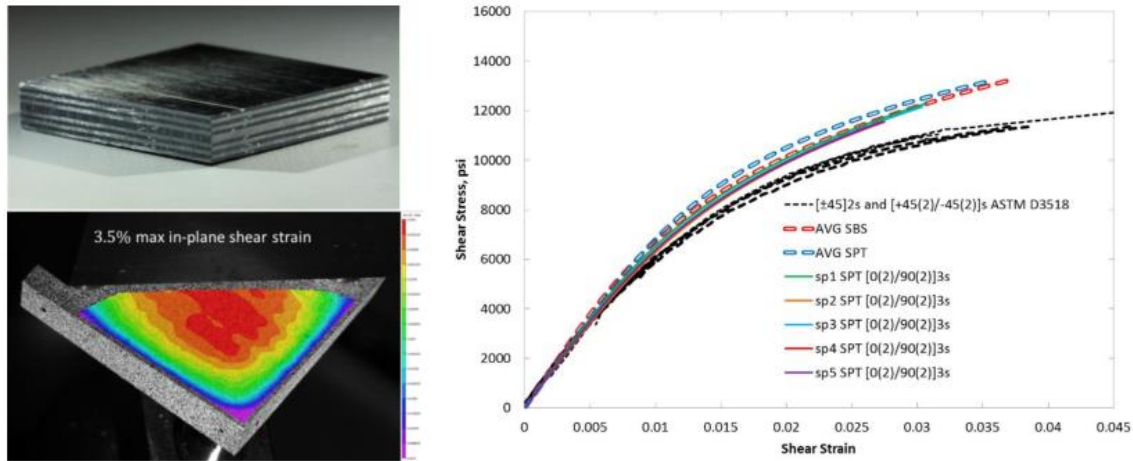 3.5% max in-plane shear strain
16000
14000
12000
10000
8000
6000
4000
2000
0
Shear Stress, psi
[±45]2s and [+45(2)/-45(2)]s ASTM D3518
AVG SBS
AVG SPT
sp1 SPT [0(2)/90(2)]3s
sp2 SPT [0(2)/90(2)]3s
sp3 SPT [0(2)/90(2)]3s
sp4 SPT [0(2)/90(2)]3s
sp5 SPT [0(2)/90(2)]3s
0 0.005 0.01 0.015 0.02 0.025 0.03 0.035 0.04 0.045
Shear Strain